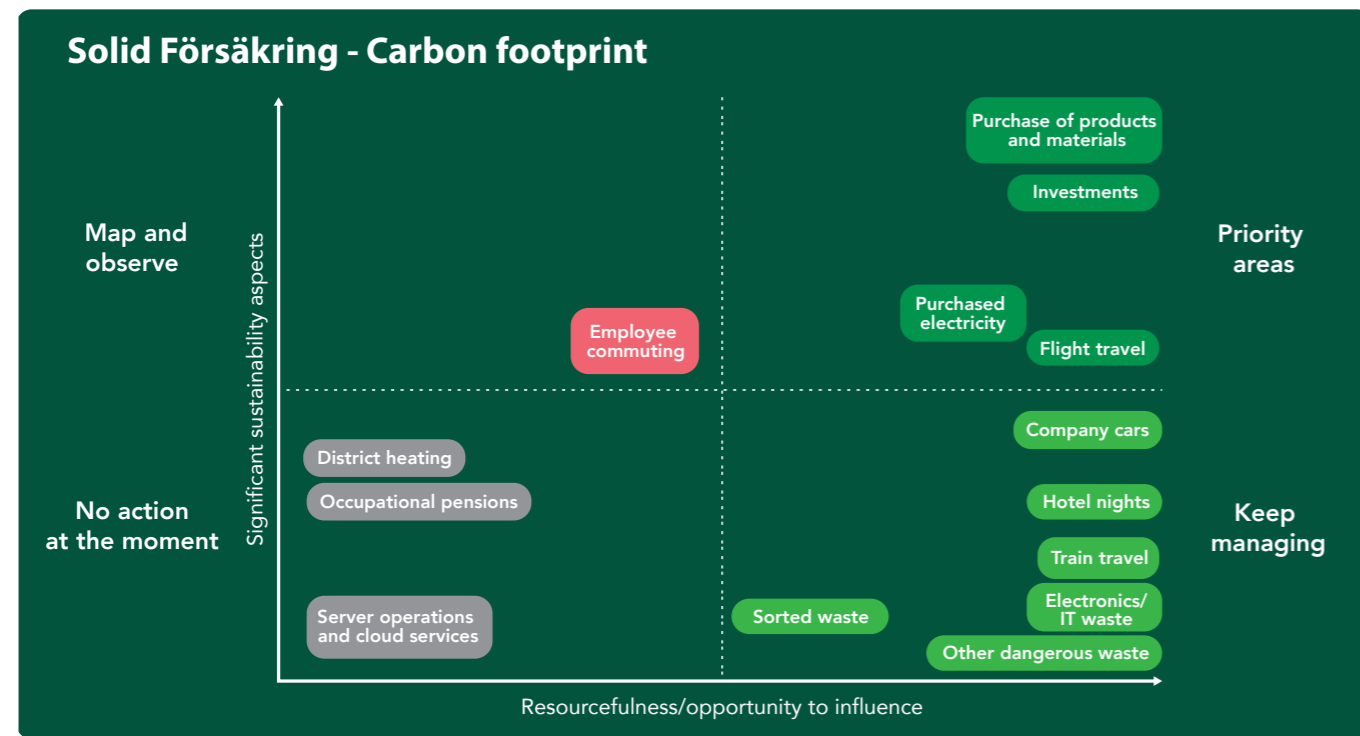 Solid Försäkring - Carbon footprint
Map and
observe
No action
at the moment
Significant sustainability aspects
Purchase of products
and materials
Investments
Purchased
electricity
Flight travel
Employee
commuting
Priority
areas
District heating
Occupational pensions
Server operations
and cloud services
Company cars
Hotel nights
Train travel
Electronics/
IT waste
Sorted waste
Other dangerous waste
Keep
managing
Resourcefulness/opportunity to influence